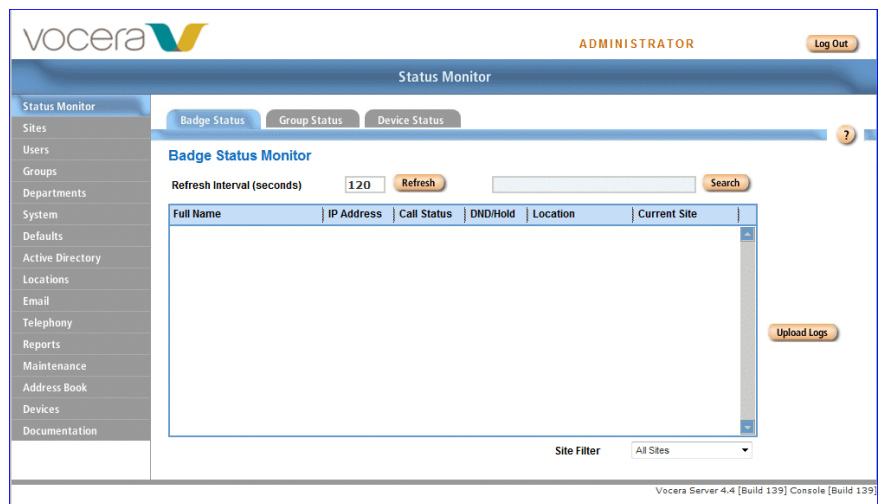 vocera
ADMINISTRATOR
Log Out
Status Monitor
Status Monitor
Sites
Users
Groups
Departments
System
Defaults
Active Directory
Locations
Email
Telephony
Reports
Maintenance
Address Book
Devices
Documentation
Badge Status Group Status Device Status
?
Badge Status Monitor
Refresh Interval (seconds) 120 Refresh Search
Full Name IP Address Call Status DND/Hold Location Current Site
Upload Logs
Site Filter All Sites
Vocera Server 4.4 [Build 139] Console [Build 139]